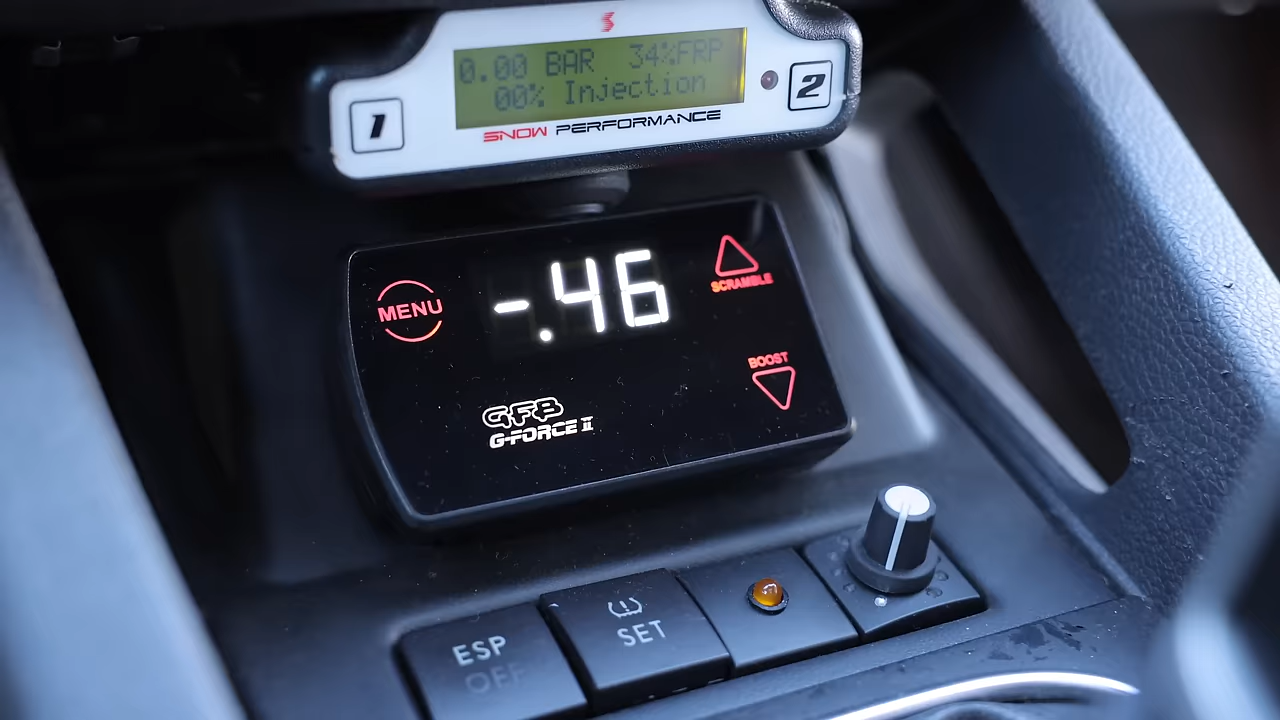 0.00 BAR 34%FRP
00% Injection
1
2
SNOW PERFORMANCE
MENU
-.46
SCRAMBLE
BOOST
GFB
G-FORCE II
ESP
OFF
SET